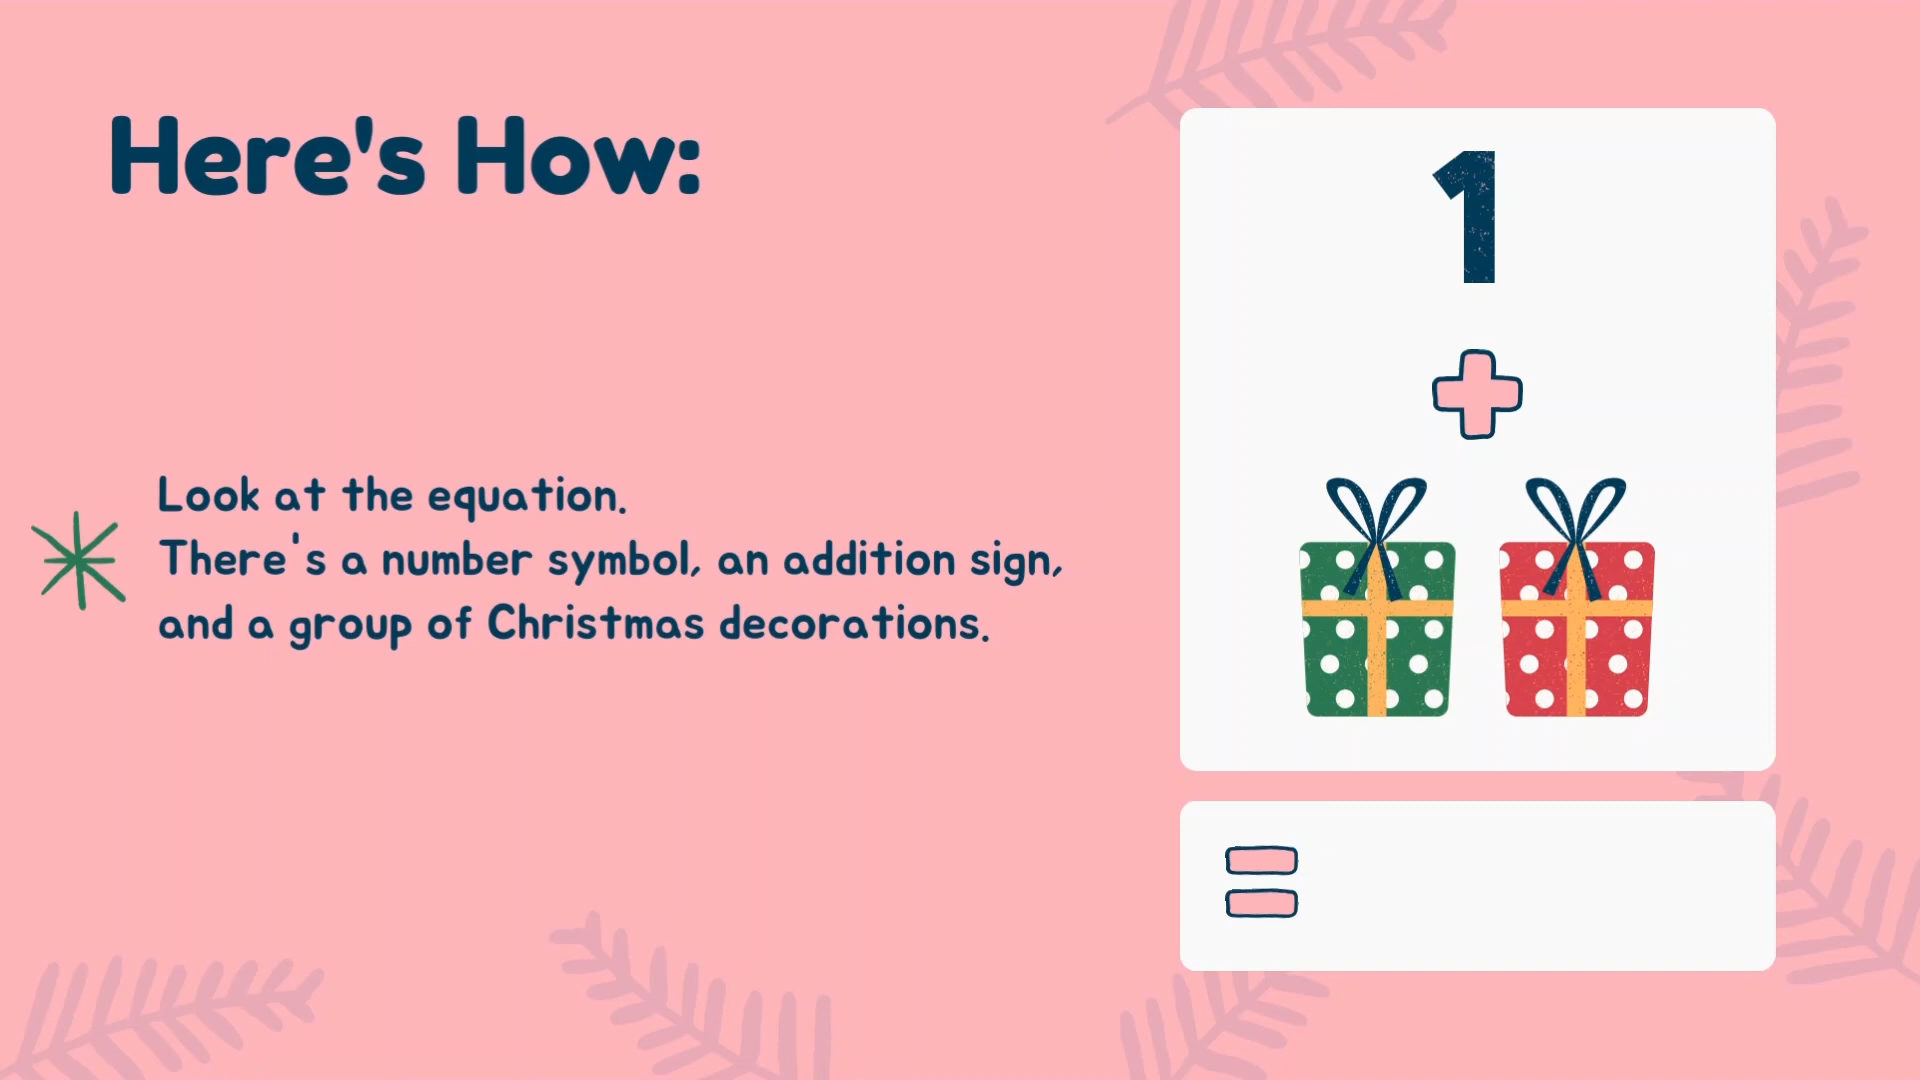 Here's How:
Look at the equation.
There's a number symbol, an addition sign,
and a group of Christmas decorations.
1
+
=